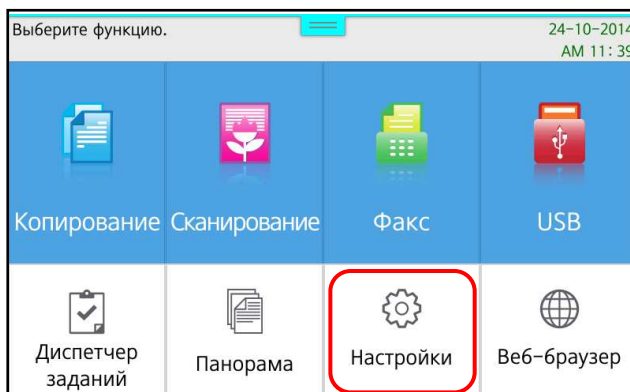 Выберите функцию.
24-10-2014
AM 11:39
Копирование Сканирование Факс USB
Диспетчер заданий
Панорама
Настройки
Веб-браузер